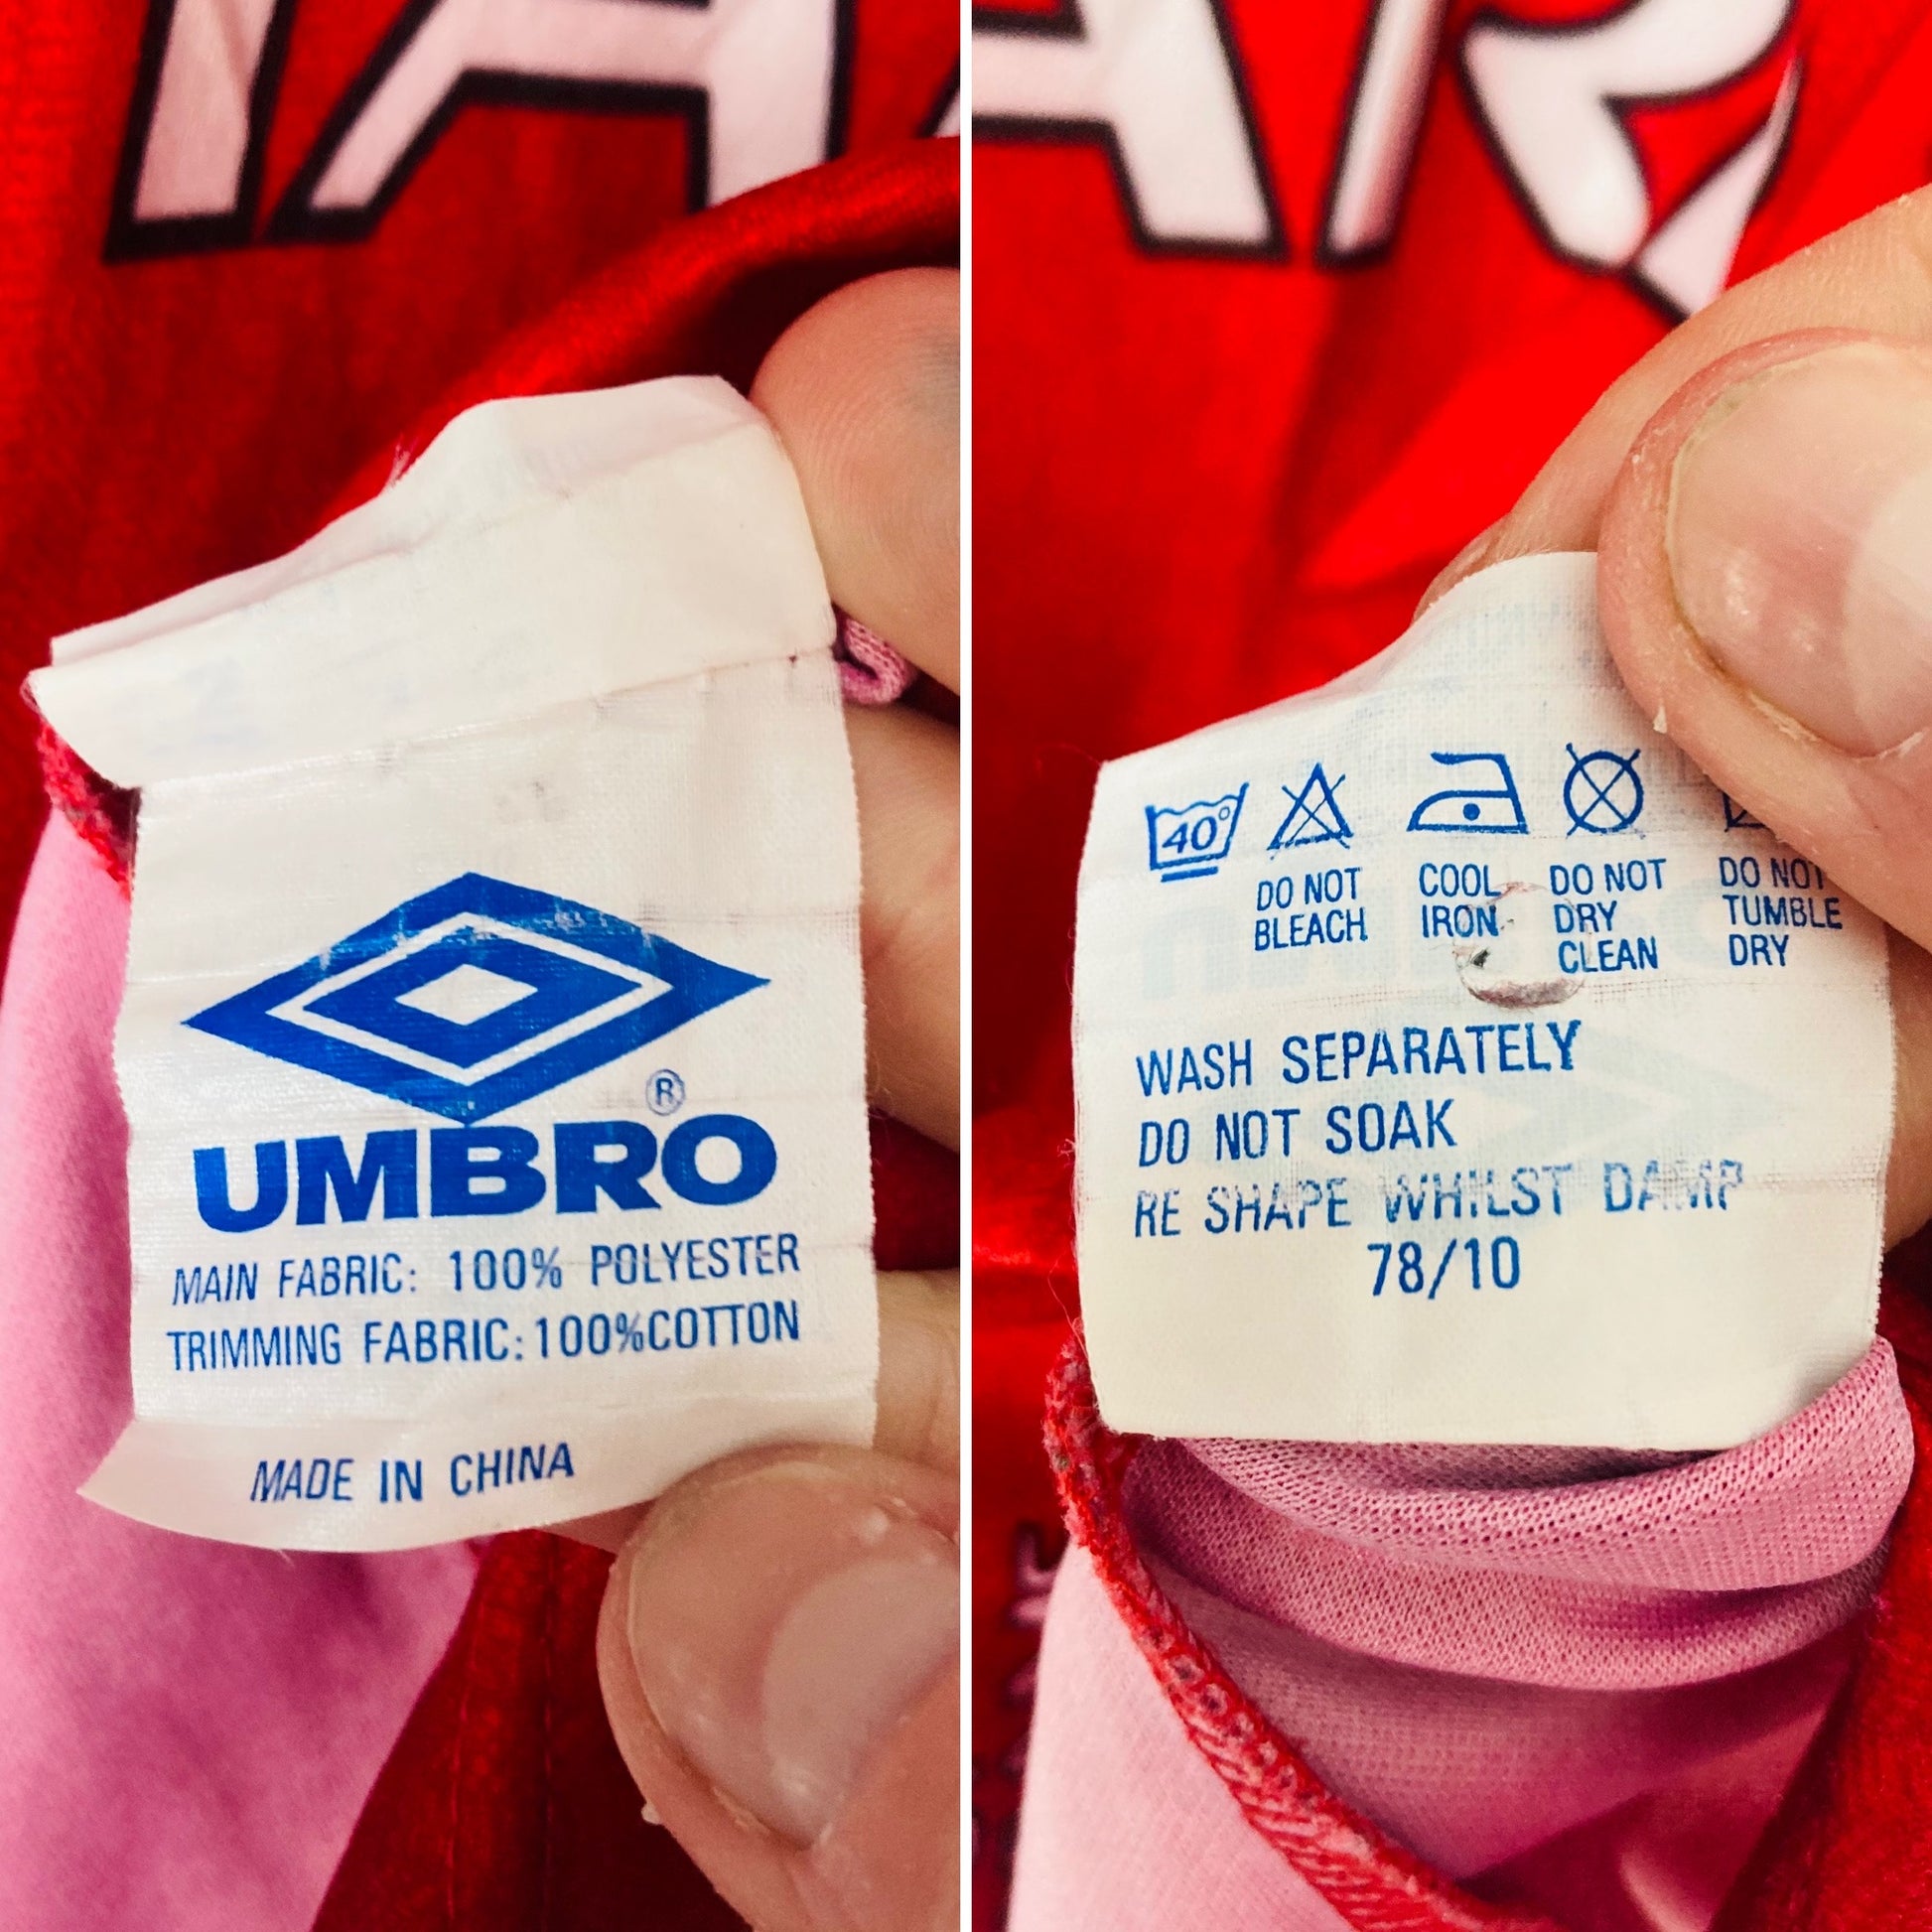 UMBRO®
MAIN FABRIC: 100% POLYESTER
TRIMMING FABRIC:100%COTTON
MADE IN CHINA
40°
DO NOT BLEACH
COOL IRON
DO NOT DRY CLEAN
DO NOT TUMBLE DRY
WASH SEPARATELY
DO NOT SOAK
RE SHAPE WHILST DAMP
78/10